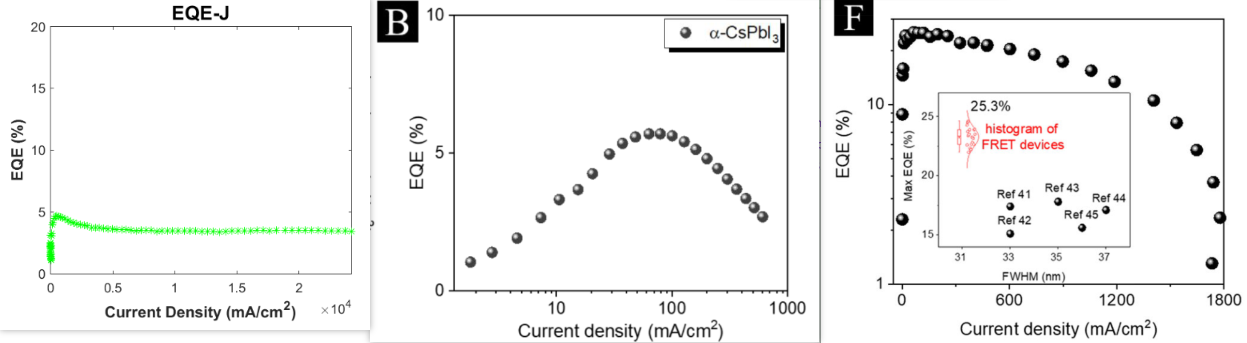 EQE-J
EQE (%)
20
15
10
5
0
0
0.5
1
1.5
2
×10⁴
Current Density (mA/cm²)
B
α-CsPbI₃
EQE (%)
10
5
0
10
100
1000
Current density (mA/cm²)
F
EQE (%)
10
1
0
600
1200
1800
Current density (mA/cm²)
25.3%
histogram of
FRET devices
Max EQE (%)
25
20
15
Ref 41
Ref 43
Ref 44
Ref 42
Ref 45
31
33
35
37
FWHM (nm)